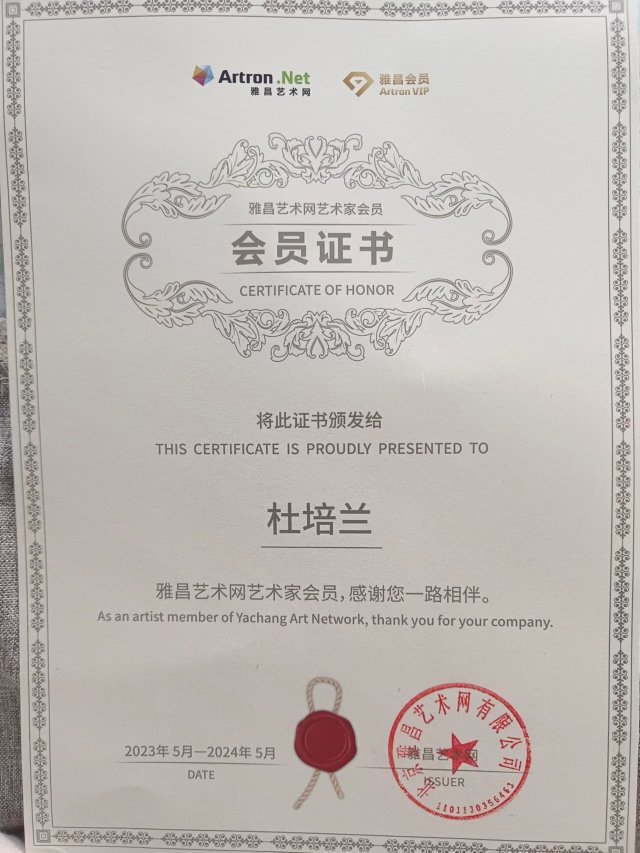 Artron.Net
雅昌艺术网
雅昌会员
Artron VIP
雅昌艺术网艺术家会员
会员证书
CERTIFICATE OF HONOR
将此证书颁发给
THIS CERTIFICATE IS PROUDLY PRESENTED TO
杜培兰
雅昌艺术网艺术家会员，感谢您一路相伴。
As an artist member of Yachang Art Network, thank you for your company.
2023年 5月—2024年 5月
DATE
雅昌艺术网
ISSUER
北京雅昌艺术网有限公司
1101130356463